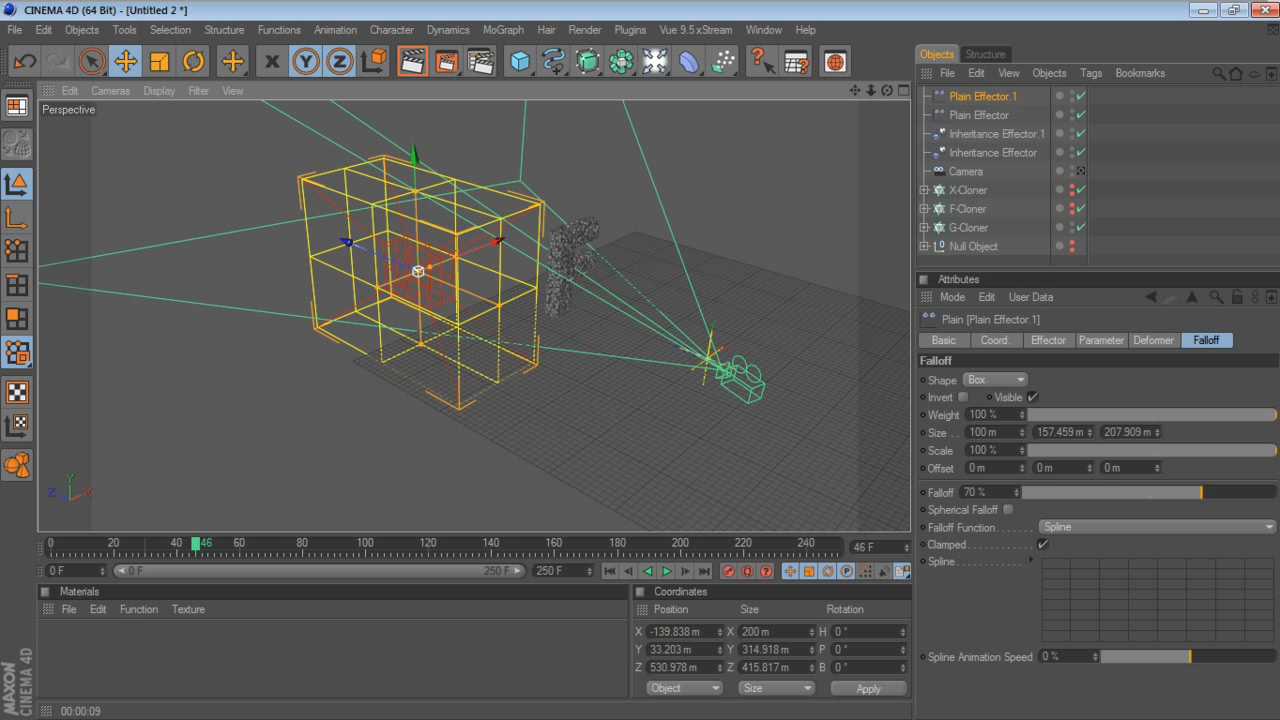 CINEMA 4D (64 Bit) - [Untitled 2 *]
File Edit Objects Tools Selection Structure Functions Animation Character Dynamics MoGraph Hair Render Plugins Vue 9.5 xStream Window Help
Objects Structure
File Edit View Objects Tags Bookmarks
Edit Cameras Display Filter View
Perspective
Plain Effector.1
Plain Effector
Inheritance Effector.1
Inheritance Effector
Camera
X-Cloner
F-Cloner
G-Cloner
Null Object
Attributes
Mode Edit User Data
Plain [Plain Effector.1]
Basic Coord. Effector Parameter Deformer Falloff
Falloff
Shape Box
Invert Visible
Weight 100 %
Size . . 100 m 157.459 m 207.909 m
Scale 100 %
Offset 0 m 0 m 0 m
Falloff 70 %
Spherical Falloff
Falloff Function . . . . . . Spline
Clamped . . . . . . . . . . . .
Spline . . . . . . . . . . . . . .
Spline Animation Speed 0 %
Z Y X
0 20 40 46 60 80 100 120 140 160 180 200 220 240 46 F
0 F 0 F 250 F 250 F
Materials
File Edit Function Texture
Coordinates
Position Size Rotation
X -139.838 m X 200 m H 0 °
Y 33.203 m Y 314.918 m P 0 °
Z 530.978 m Z 415.817 m B 0 °
Object Size Apply
MAXON CINEMA 4D
00:00:09